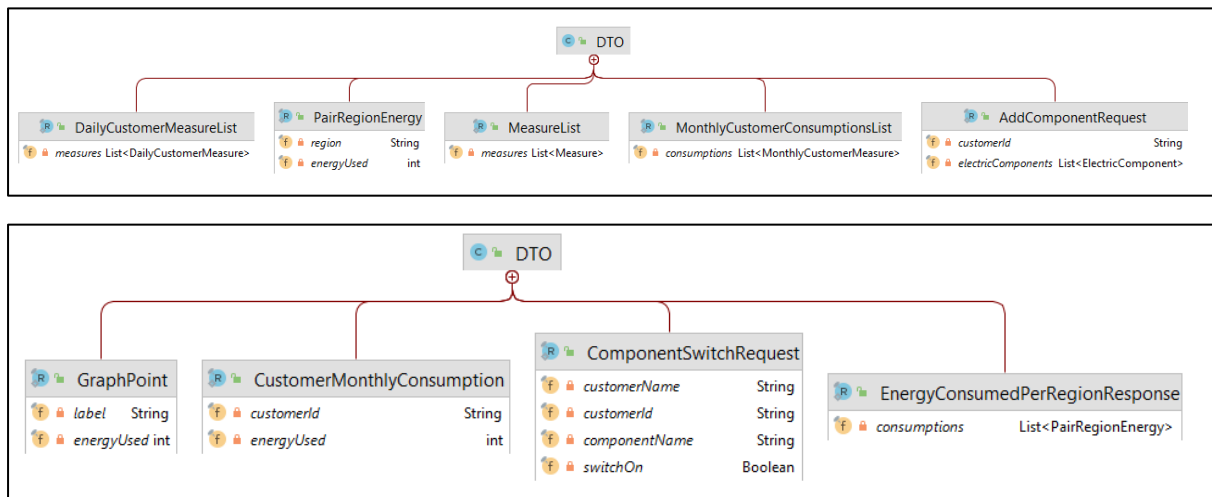 DTO
DailyCustomerMeasureList
measures List<DailyCustomerMeasure>
PairRegionEnergy
region String
energyUsed int
MeasureList
measures List<Measure>
MonthlyCustomerConsumptionsList
consumptions List<MonthlyCustomerMeasure>
AddComponentRequest
customerId String
electricComponents List<ElectricComponent>
DTO
GraphPoint
label String
energyUsed int
CustomerMonthlyConsumption
customerId String
energyUsed int
ComponentSwitchRequest
customerName String
customerId String
componentName String
switchOn Boolean
EnergyConsumedPerRegionResponse
consumptions List<PairRegionEnergy>